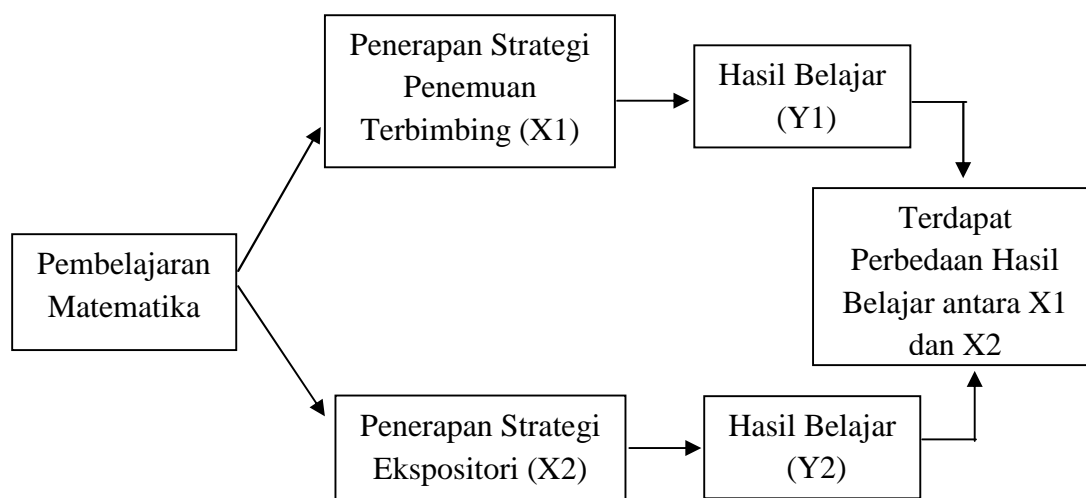 Penerapan Strategi
Penemuan
Terbimbing (X1)
Hasil Belajar
(Y1)
Pembelajaran
Matematika
Terdapat
Perbedaan Hasil
Belajar antara X1
dan X2
Penerapan Strategi
Ekspositori (X2)
Hasil Belajar
(Y2)